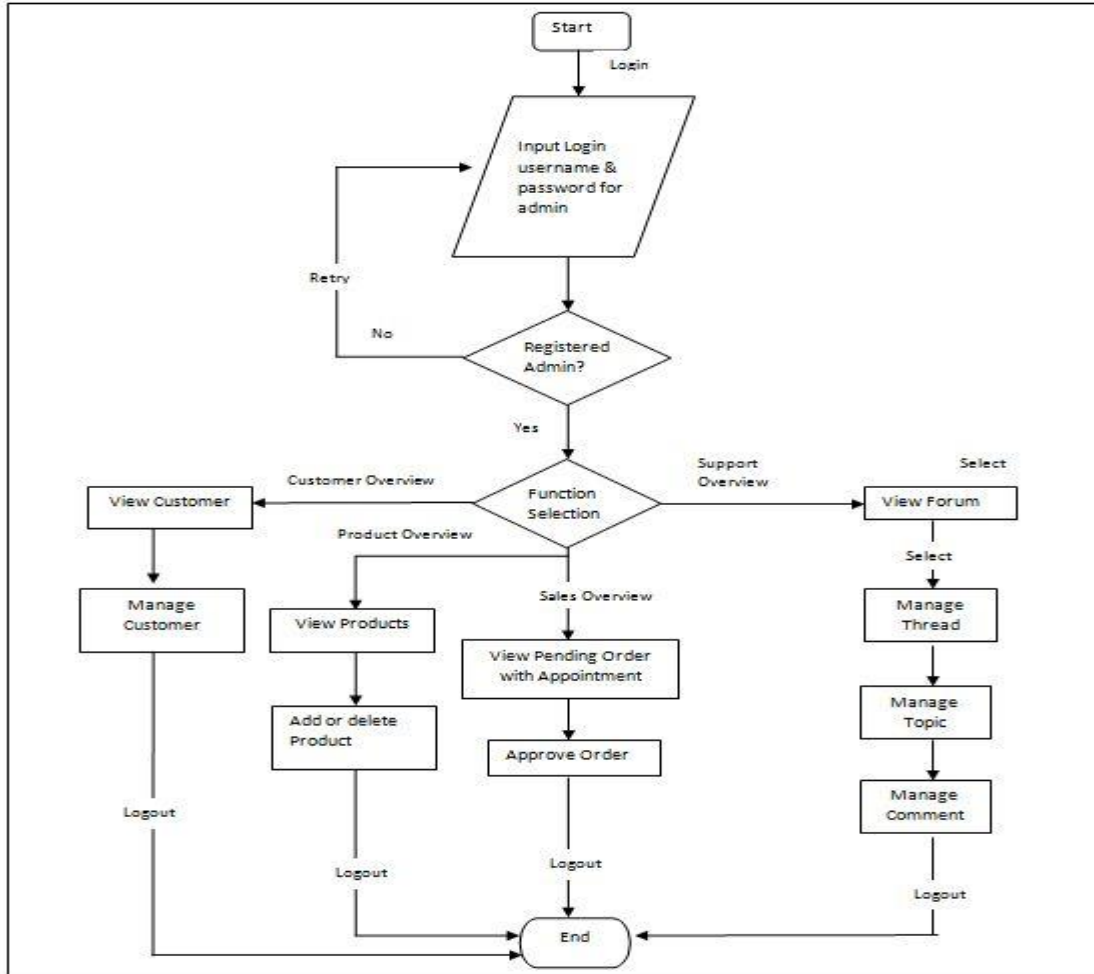 Start
Login
Input Login
username &
password for
admin
Retry
No
Registered
Admin?
Yes
Customer Overview
Support
Overview
Select
View Customer
Function
Selection
View Forum
Product Overview
Select
Sales Overview
Manage
Customer
View Products
Manage
Thread
View Pending Order
with Appointment
Add or delete
Product
Manage
Topic
Approve Order
Manage
Comment
Logout
Logout
Logout
Logout
End